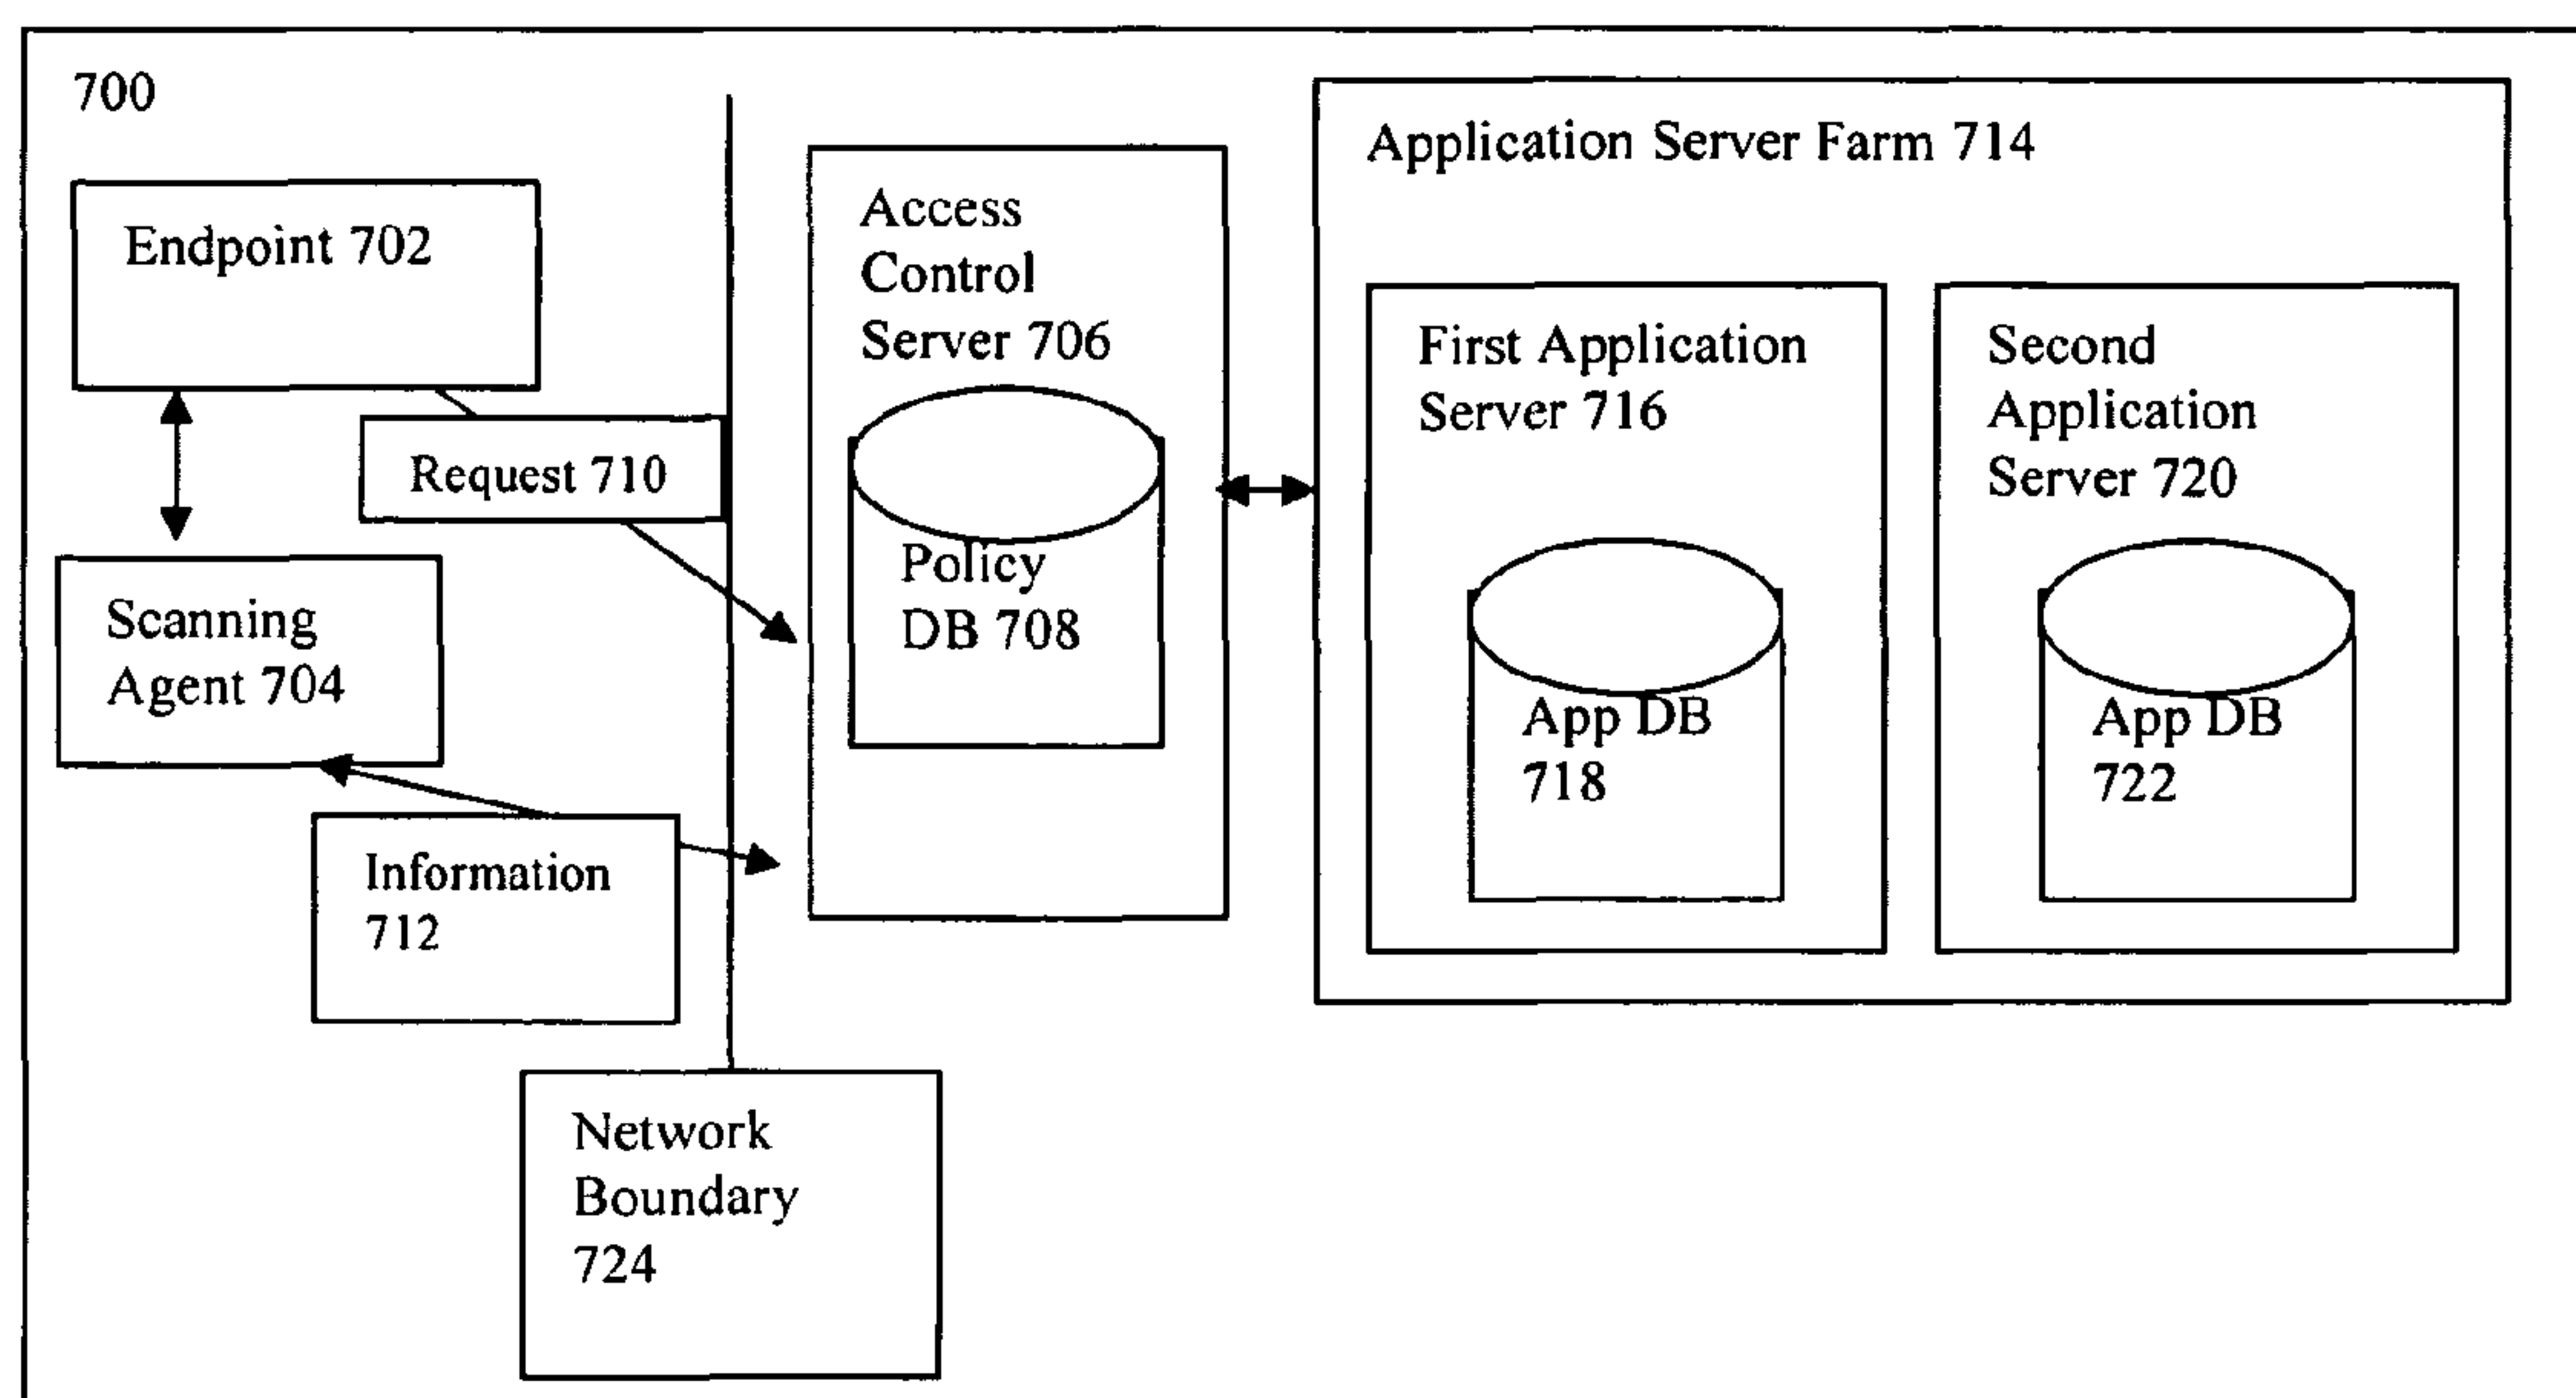 700
Endpoint 702
Request 710
Scanning
Agent 704
Information
712
Network
Boundary
724
Access
Control
Server 706
Policy
DB 708
Application Server Farm 714
First Application
Server 716
App DB
718
Second
Application
Server 720
App DB
722